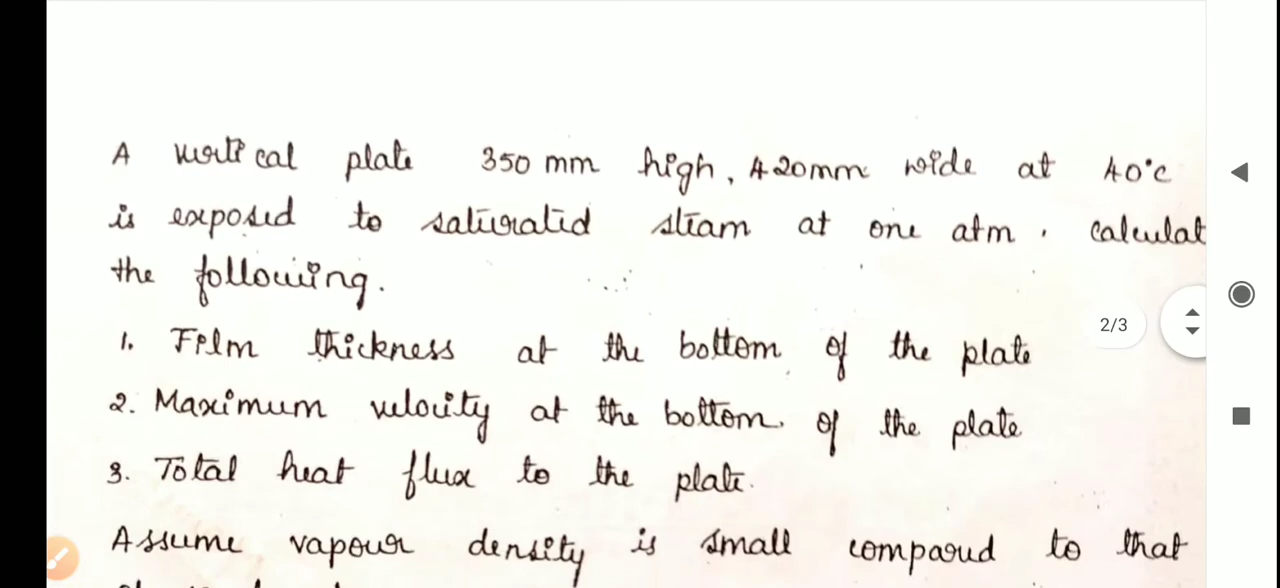 A vertical plate 350 mm high, 420mm wide at 40°c
is exposed to saturated steam at one atm. calculat
the following.
2/3
1. Film thickness at the bottom of the plate
2. Maximum velocity at the bottom. of the plate
3. Total heat flux to the plate.
Assume vapour density is small compared to that